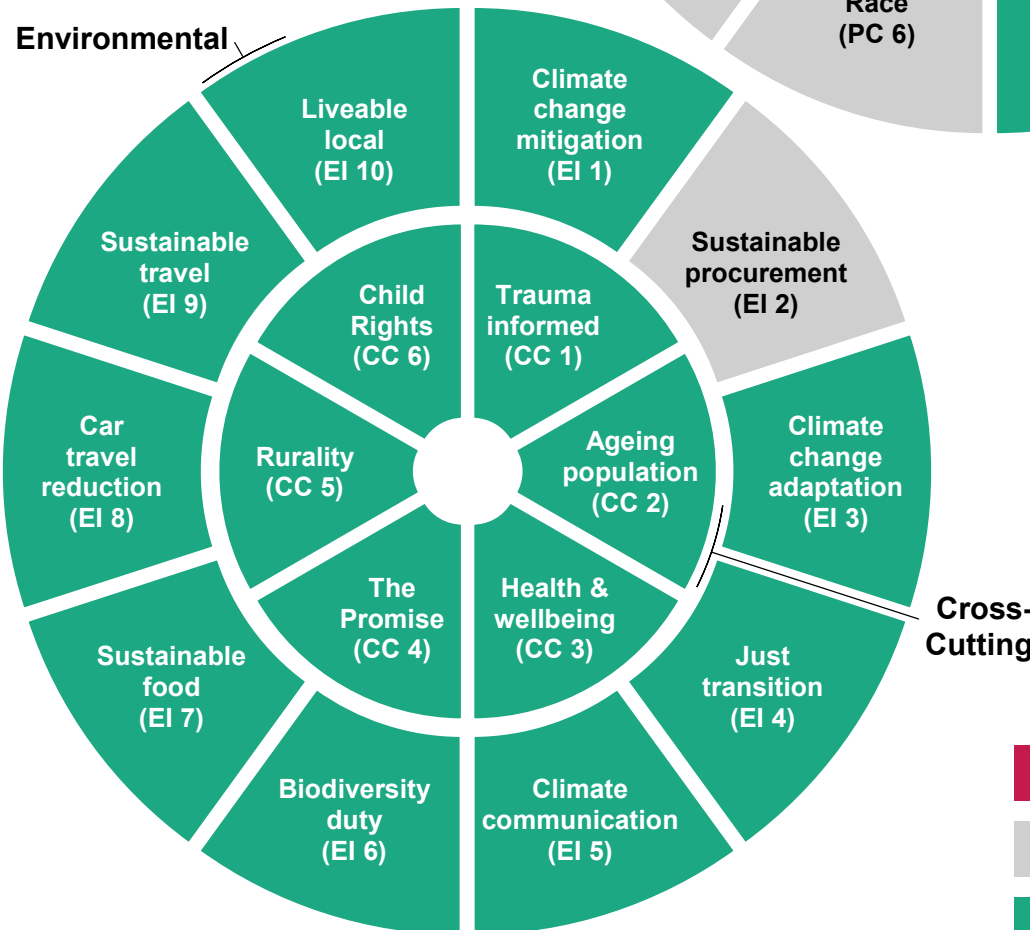 Race
(PC 6)
Environmental
Climate
change
mitigation
(EI 1)
Sustainable
procurement
(EI 2)
Climate
change
adaptation
(EI 3)
Just
transition
(EI 4)
Climate
communication
(EI 5)
Biodiversity
duty
(EI 6)
Sustainable
food
(EI 7)
Car
travel
reduction
(EI 8)
Sustainable
travel
(EI 9)
Liveable
local
(EI 10)
Trauma
informed
(CC 1)
Ageing
population
(CC 2)
Health &
wellbeing
(CC 3)
The
Promise
(CC 4)
Rurality
(CC 5)
Child
Rights
(CC 6)
Cross-
Cutting